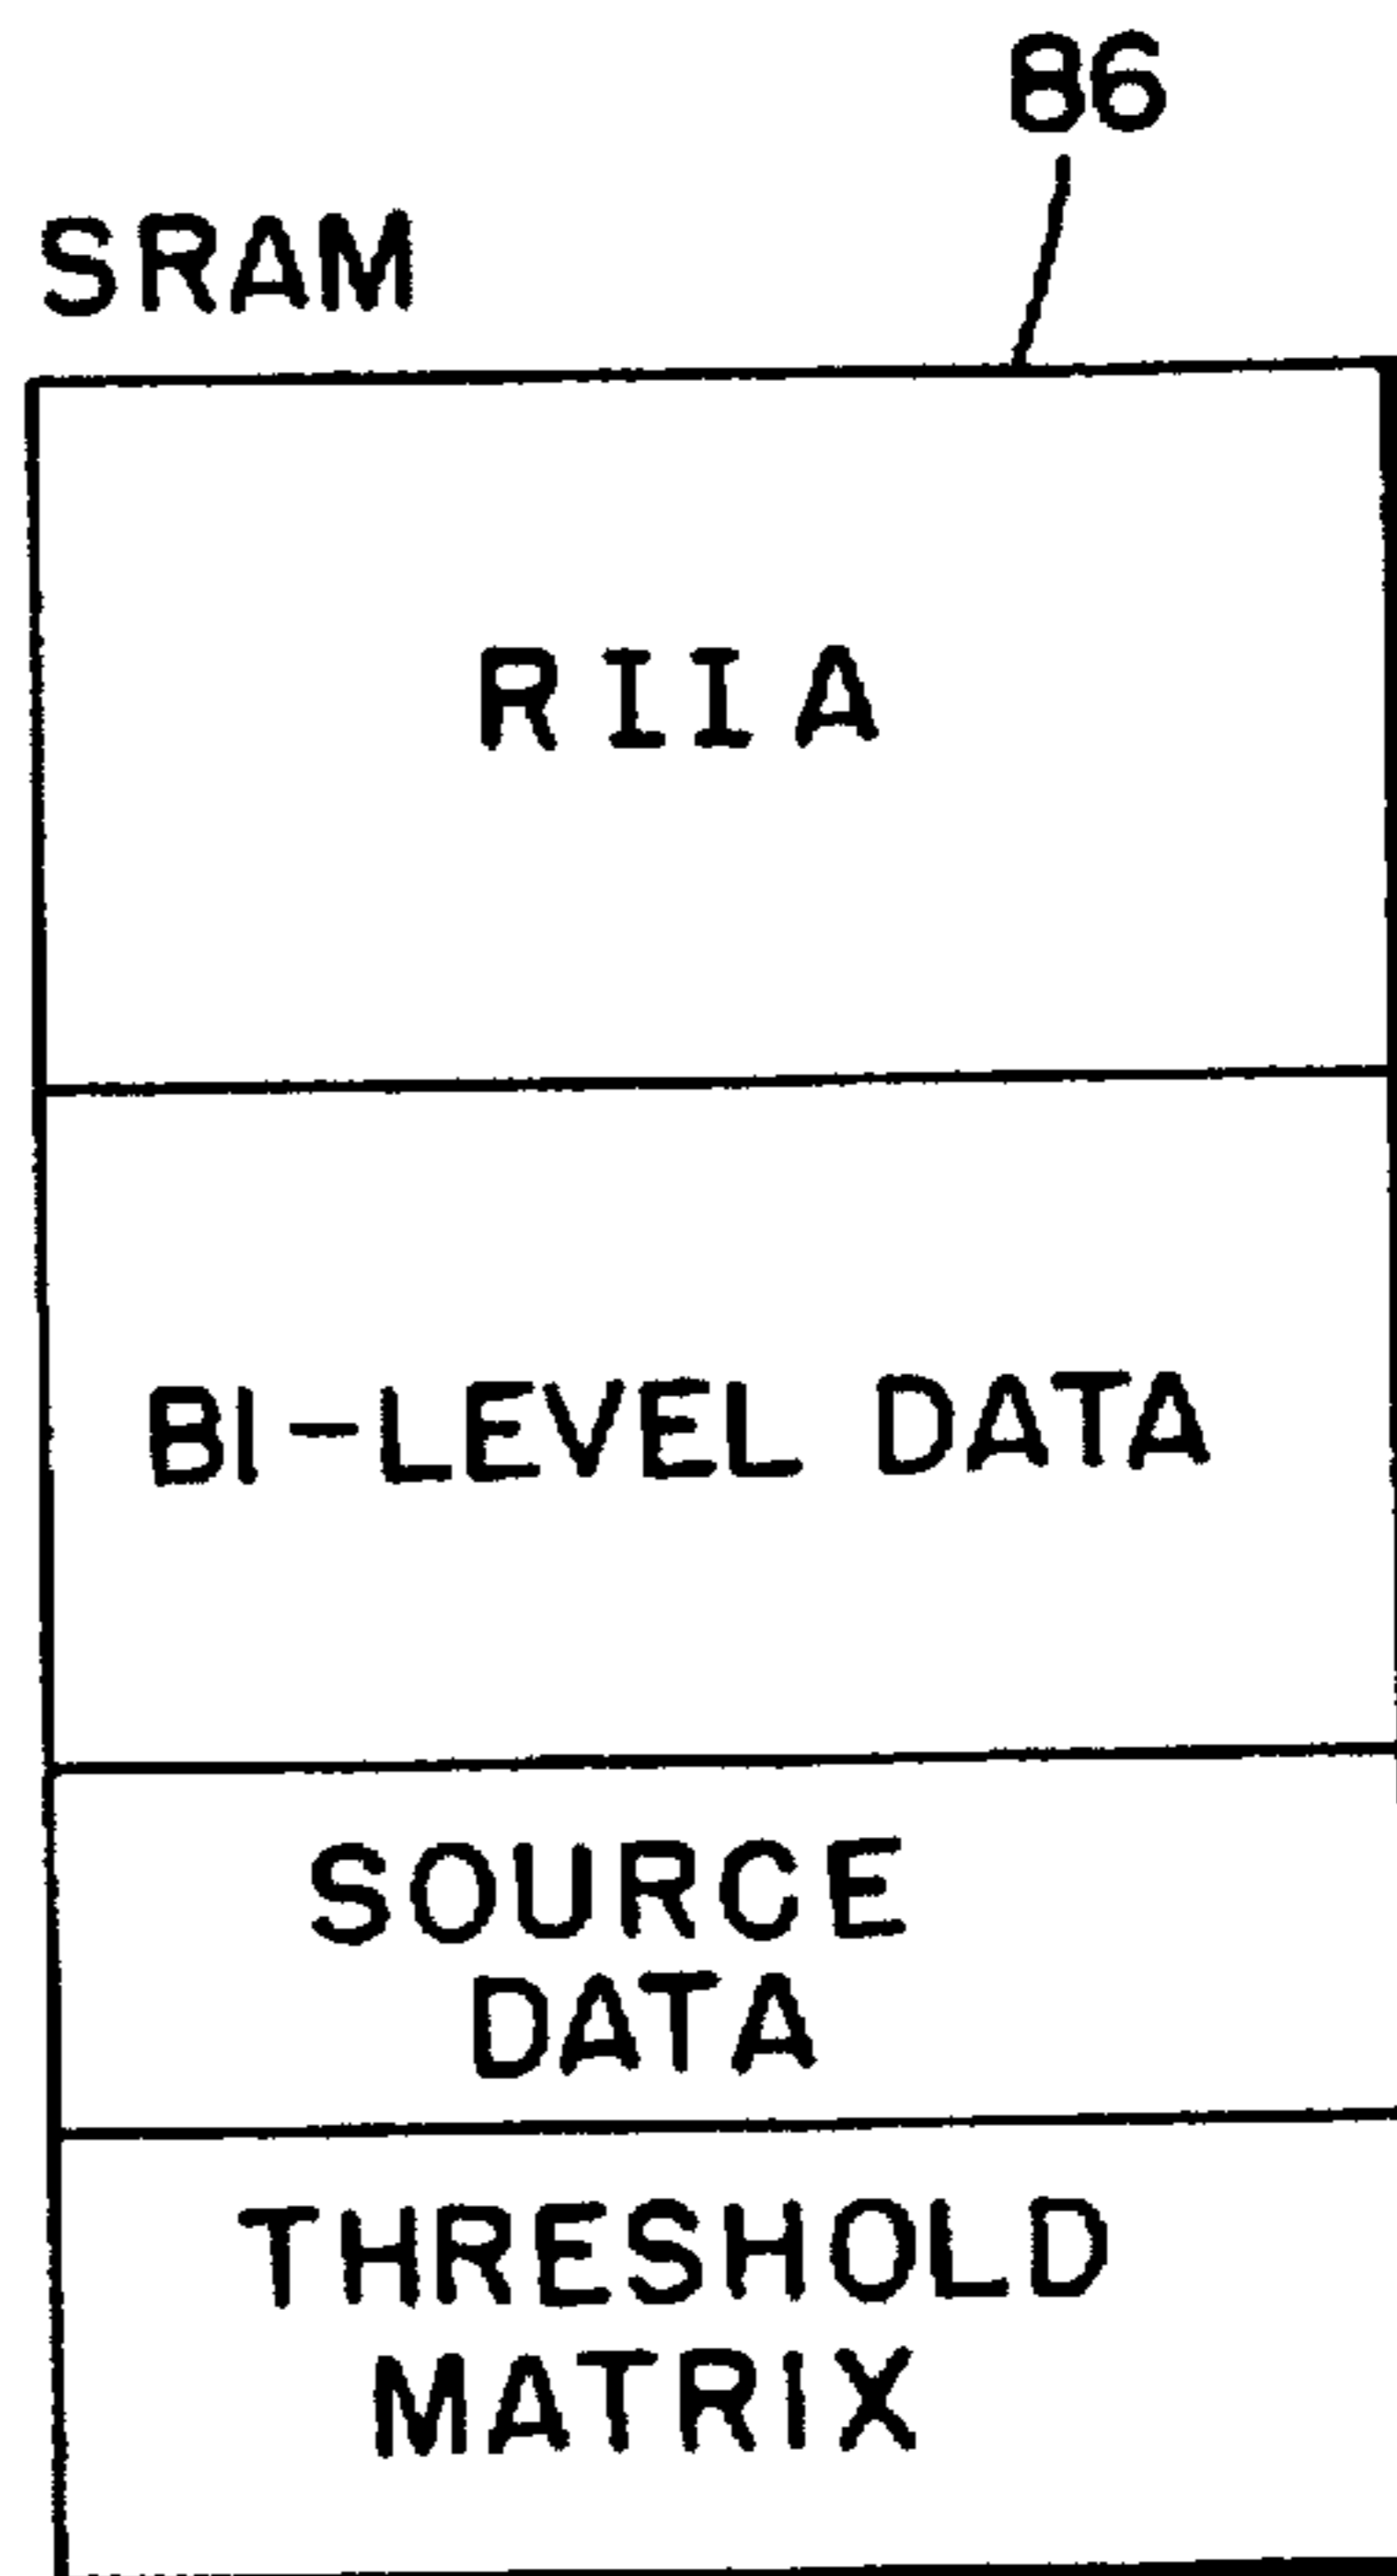 86
SRAM
RIIA
BI-LEVEL DATA
SOURCE
DATA
THRESHOLD
MATRIX